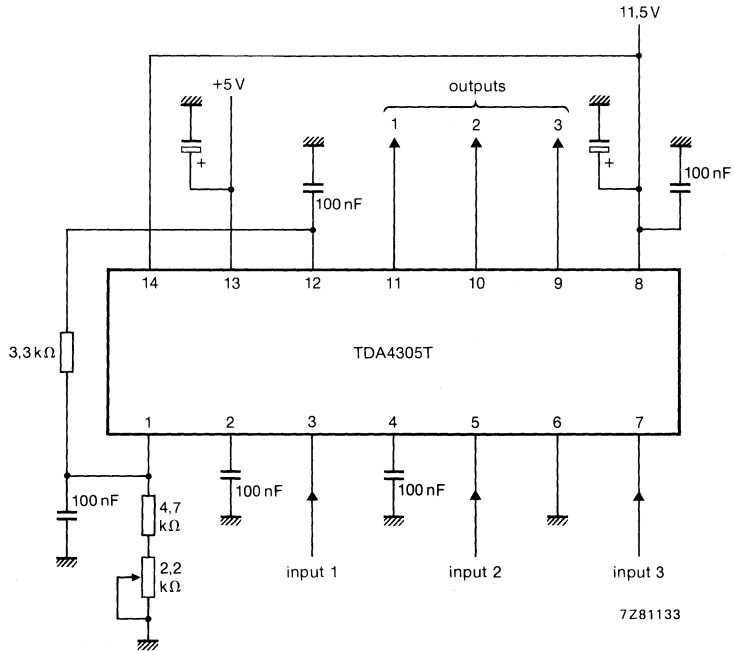 11,5 V
+5 V
outputs
1
2
3
+
+
100 nF
100 nF
14
13
12
11
10
9
8
3,3 kΩ
TDA4305T
1
2
3
4
5
6
7
100 nF
100 nF
100 nF
4,7
kΩ
2,2
kΩ
input 1
input 2
input 3
7Z81133